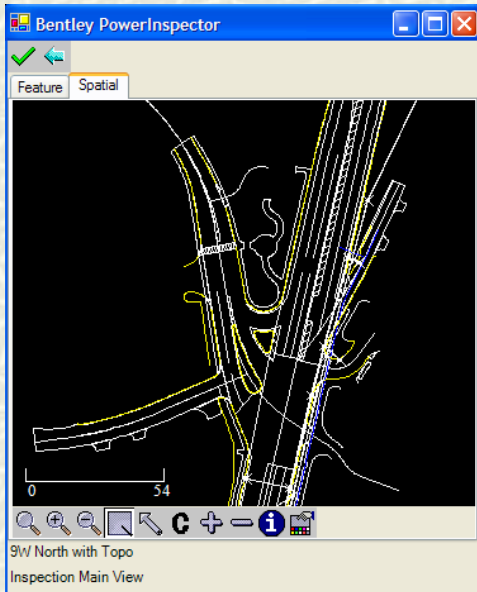 Bentley PowerInspector
Feature Spatial
0 54
C
9W North with Topo
Inspection Main View